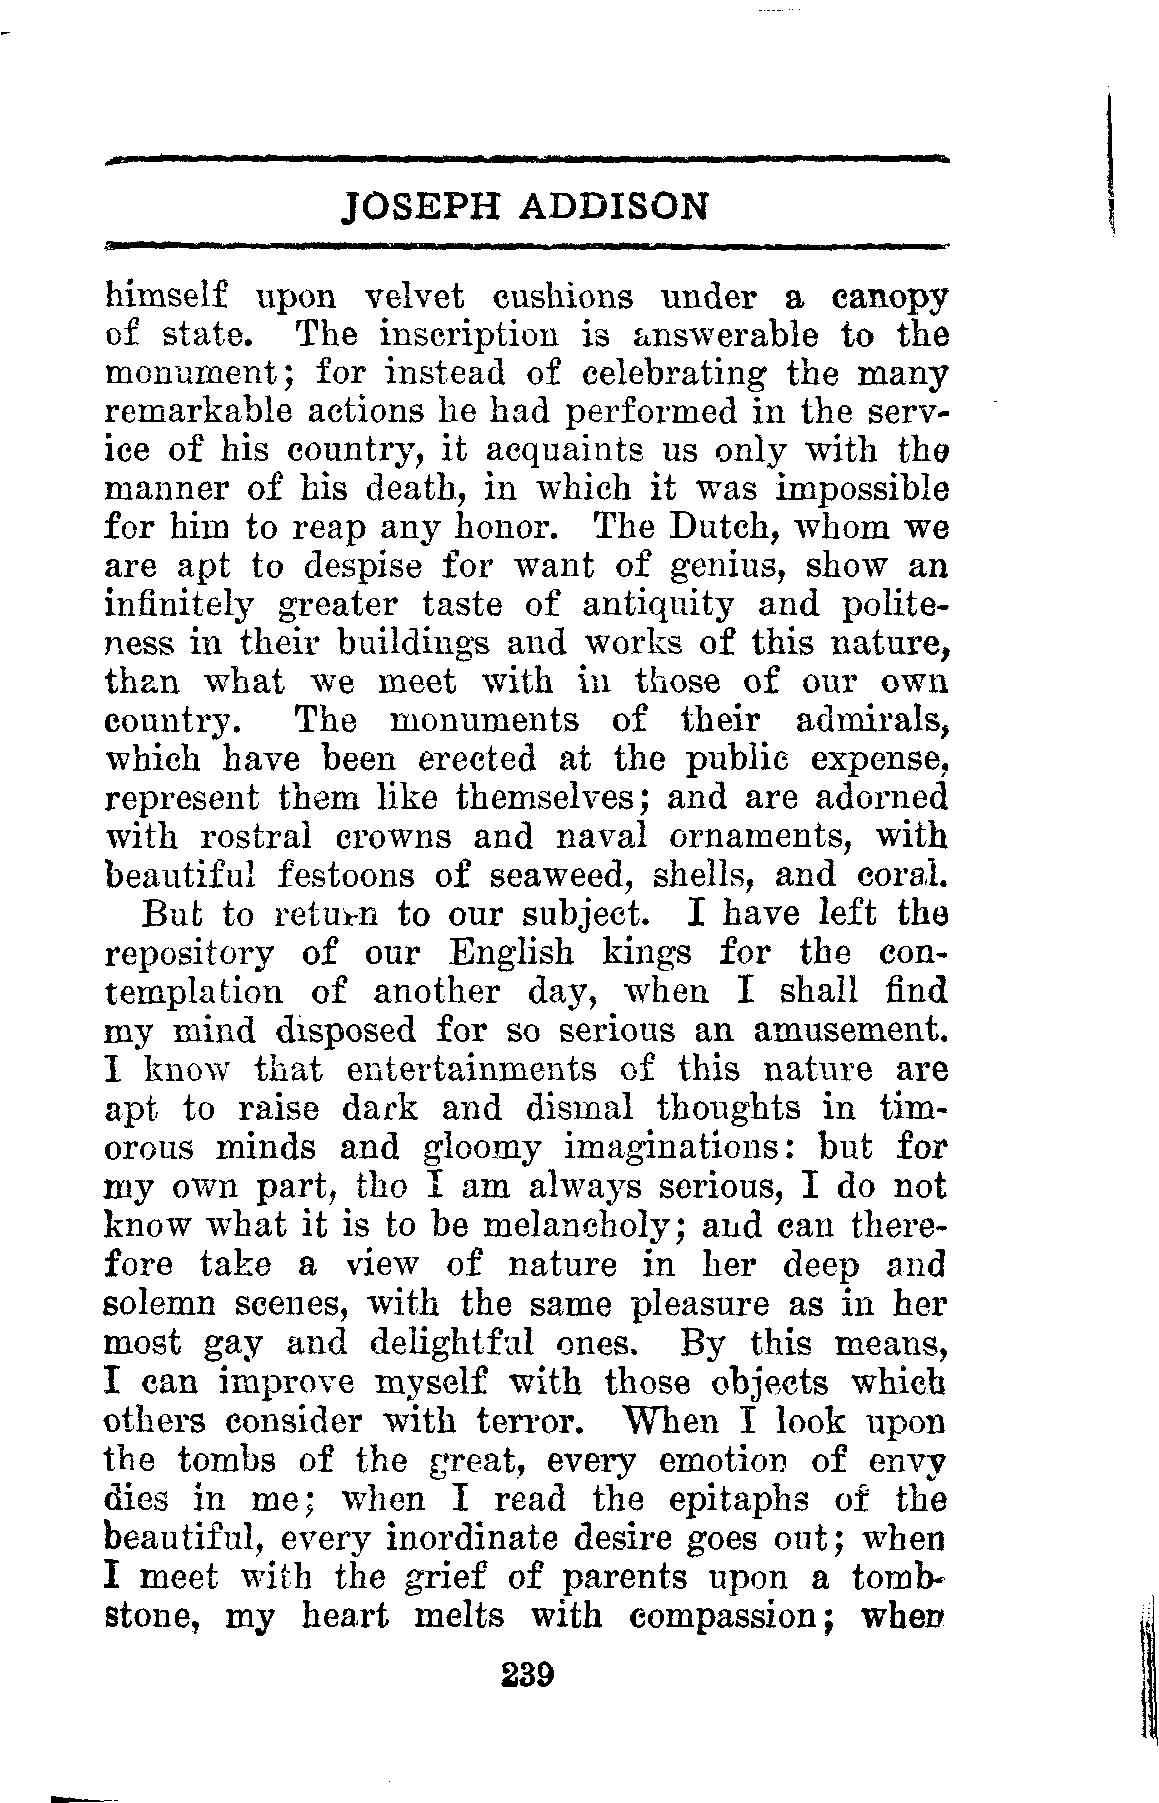 JOSEPH ADDISON
himself upon velvet cushions under a canopy
of state. The inscription is answerable to the
monument; for instead of celebrating the many
remarkable actions he had performed in the serv-
ice of his country, it acquaints us only with the
manner of his death, in which it was impossible
for him to reap any honor. The Dutch, whom we
are apt to despise for want of genius, show an
infinitely greater taste of antiquity and polite-
ness in their buildings and works of this nature,
than what we meet with in those of our own
country. The monuments of their admirals,
which have been erected at the public expense,
represent them like themselves; and are adorned
with rostral crowns and naval ornaments, with
beautiful festoons of seaweed, shells, and coral.
But to return to our subject. I have left the
repository of our English kings for the con-
templation of another day, when I shall find
my mind disposed for so serious an amusement.
I know that entertainments of this nature are
apt to raise dark and dismal thoughts in tim-
orous minds and gloomy imaginations: but for
my own part, tho I am always serious, I do not
know what it is to be melancholy; and can there-
fore take a view of nature in her deep and
solemn scenes, with the same pleasure as in her
most gay and delightful ones. By this means,
I can improve myself with those objects which
others consider with terror. When I look upon
the tombs of the great, every emotion of envy
dies in me; when I read the epitaphs of the
beautiful, every inordinate desire goes out; when
I meet with the grief of parents upon a tomb-
stone, my heart melts with compassion; when
239